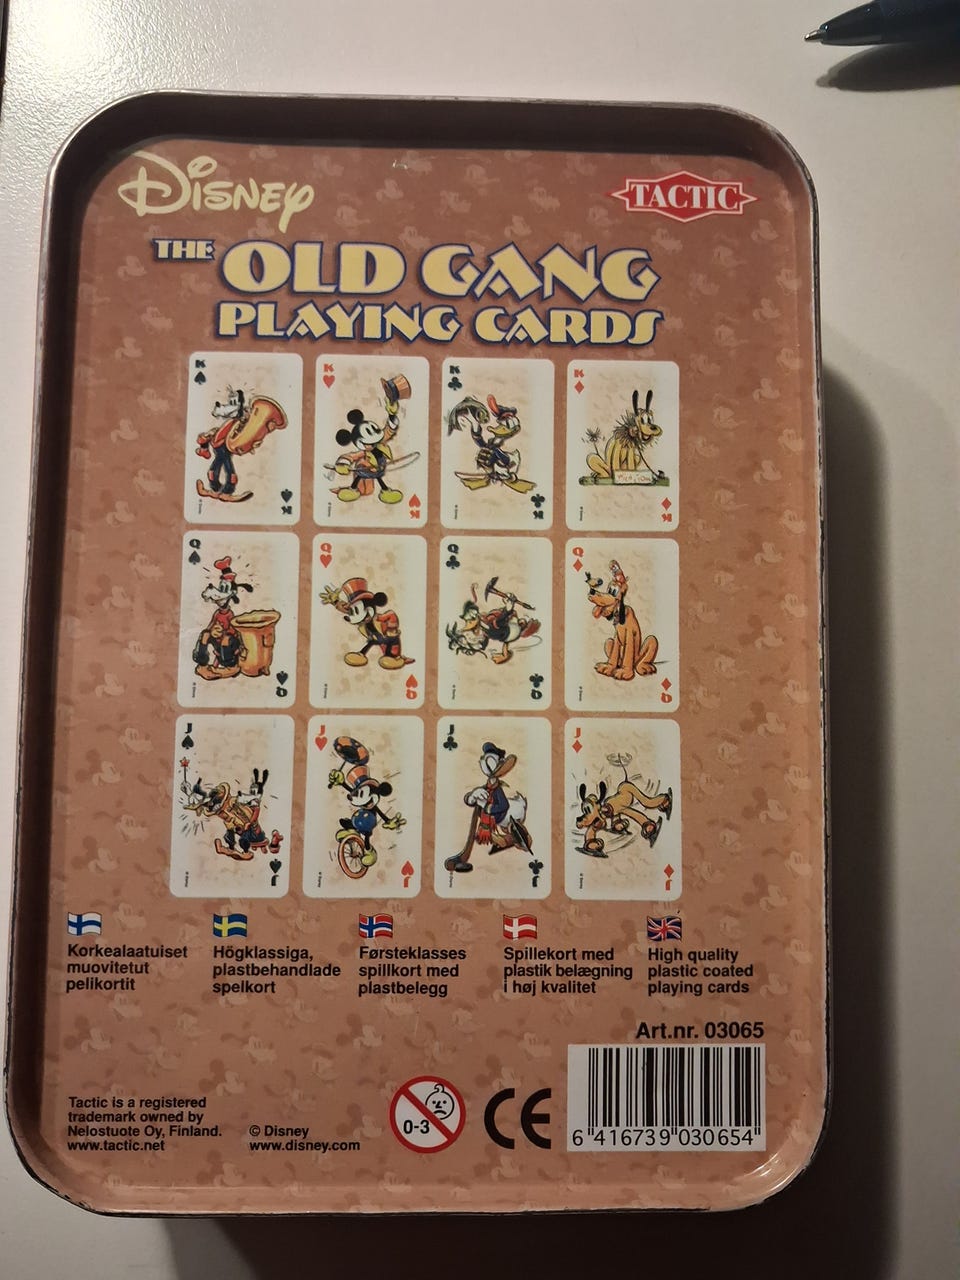 Disney
TACTIC
THE OLD GANG
PLAYING CARDS
K K K K
K K K K
Q Q Q Q
Q Q Q Q
J J J J
J J J J
Korkealaatuiset
muovitetut
pelikortit
Högklassiga,
plastbehandlade
spelkort
Førsteklasses
spillkort med
plastbelegg
Spillekort med
plastik belægning
i høj kvalitet
High quality
plastic coated
playing cards
Art.nr. 03065
Tactic is a registered
trademark owned by
Nelostuote Oy, Finland.
www.tactic.net
© Disney
www.disney.com
0-3
CE
6 416739 030654